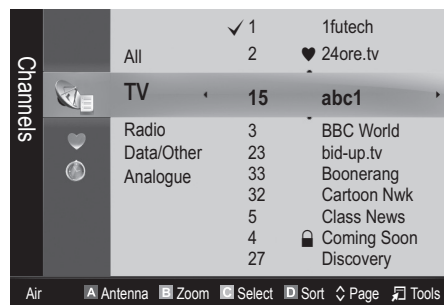 Channels
✓ 1 1futech
All 2 ♥ 24ore.tv
TV 15 abc1
Radio 3 BBC World
Data/Other 23 bid-up.tv
Analogue 33 Boonerang
32 Cartoon Nwk
5 Class News
4 Coming Soon
27 Discovery
Air A Antenna B Zoom C Select D Sort Page Tools